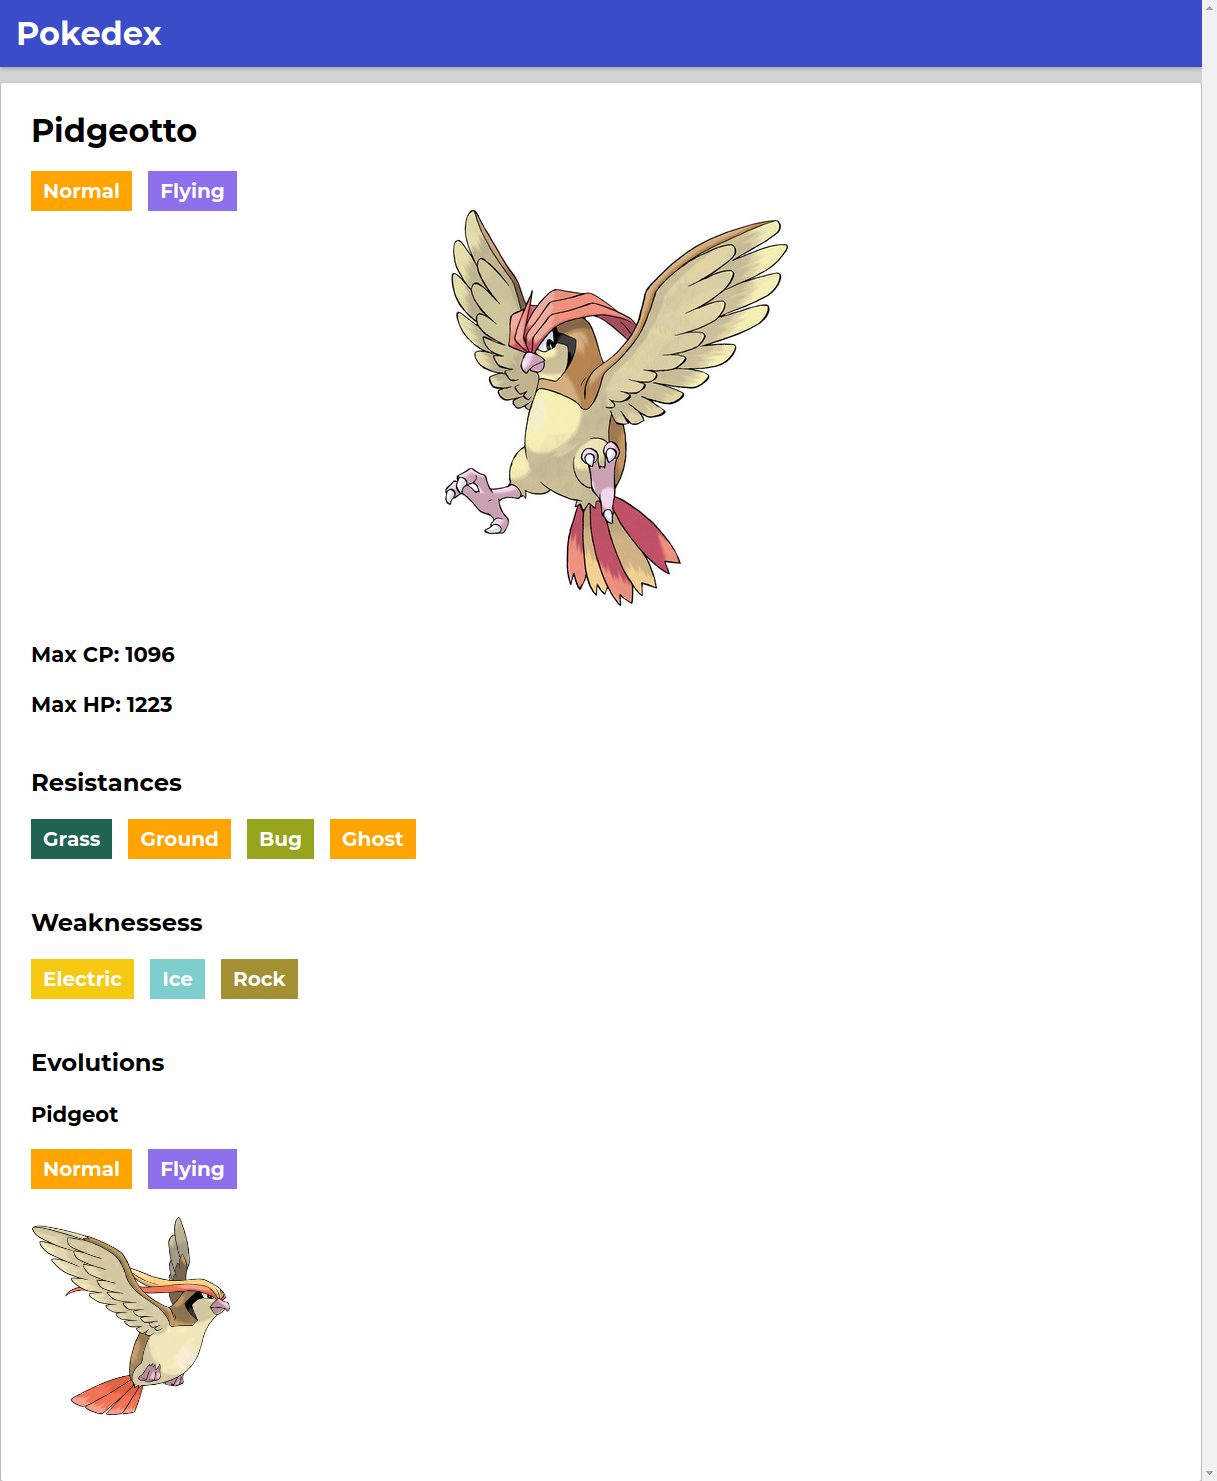 Pokedex
Pidgeotto
Normal Flying
Max CP: 1096
Max HP: 1223
Resistances
Grass Ground Bug Ghost
Weaknessess
Electric Ice Rock
Evolutions
Pidgeot
Normal Flying